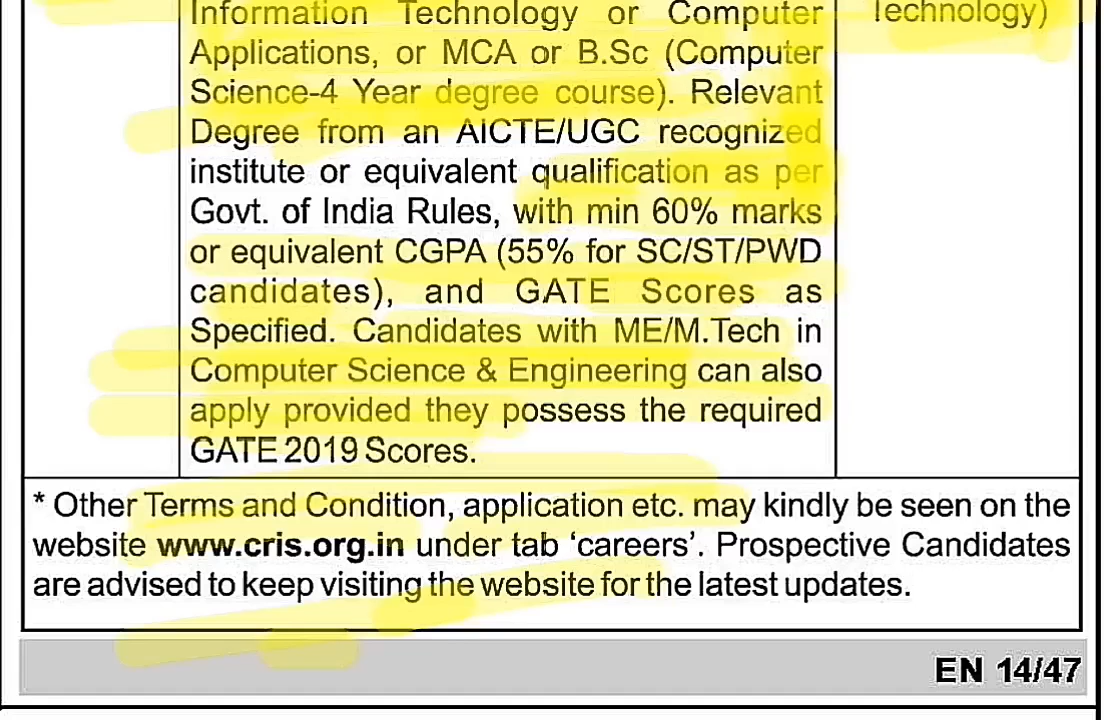 Information Technology or Computer
Technology)
Applications, or MCA or B.Sc (Computer
Science-4 Year degree course). Relevant
Degree from an AICTE/UGC recognized
institute or equivalent qualification as per
Govt. of India Rules, with min 60% marks
or equivalent CGPA (55% for SC/ST/PWD
candidates), and GATE Scores as
Specified. Candidates with ME/M.Tech in
Computer Science & Engineering can also
apply provided they possess the required
GATE 2019 Scores.
* Other Terms and Condition, application etc. may kindly be seen on the
website www.cris.org.in under tab ‘careers’. Prospective Candidates
are advised to keep visiting the website for the latest updates.
EN 14/47